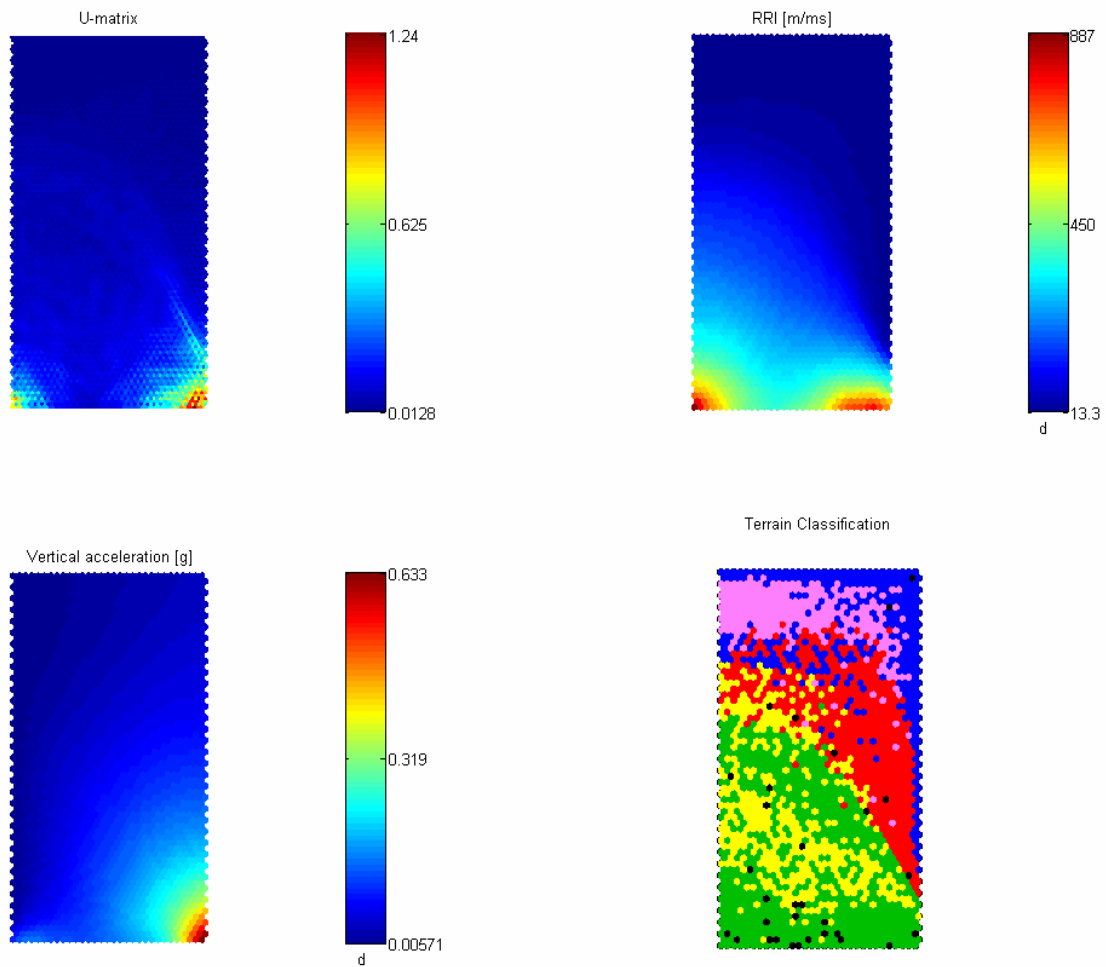 U-matrix
1.24
0.625
0.0128
RRI [m/ms]
887
450
13.3
d
Vertical acceleration [g]
0.633
0.319
0.00571
d
Terrain Classification